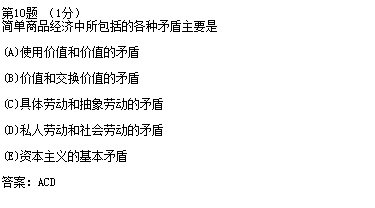 第10题 （1分）
简单商品经济中所包括的各种矛盾主要是
(A)使用价值和价值的矛盾
(B)价值和交换价值的矛盾
(C)具体劳动和抽象劳动的矛盾
(D)私人劳动和社会劳动的矛盾
(E)资本主义的基本矛盾
答案: ACD